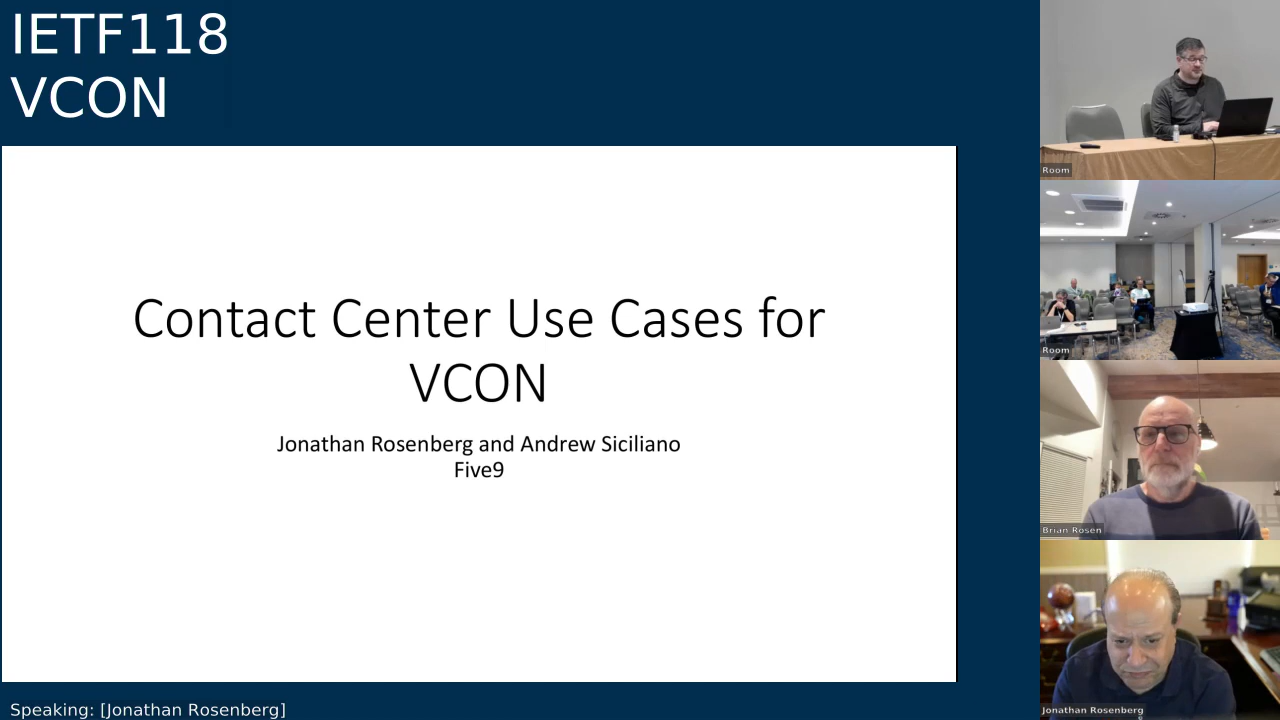 IETF118
VCON
Contact Center Use Cases for
VCON
Jonathan Rosenberg and Andrew Siciliano
Five9
Room
Room
Brian Rosen
Jonathan Rosenberg
Speaking: [Jonathan Rosenberg]